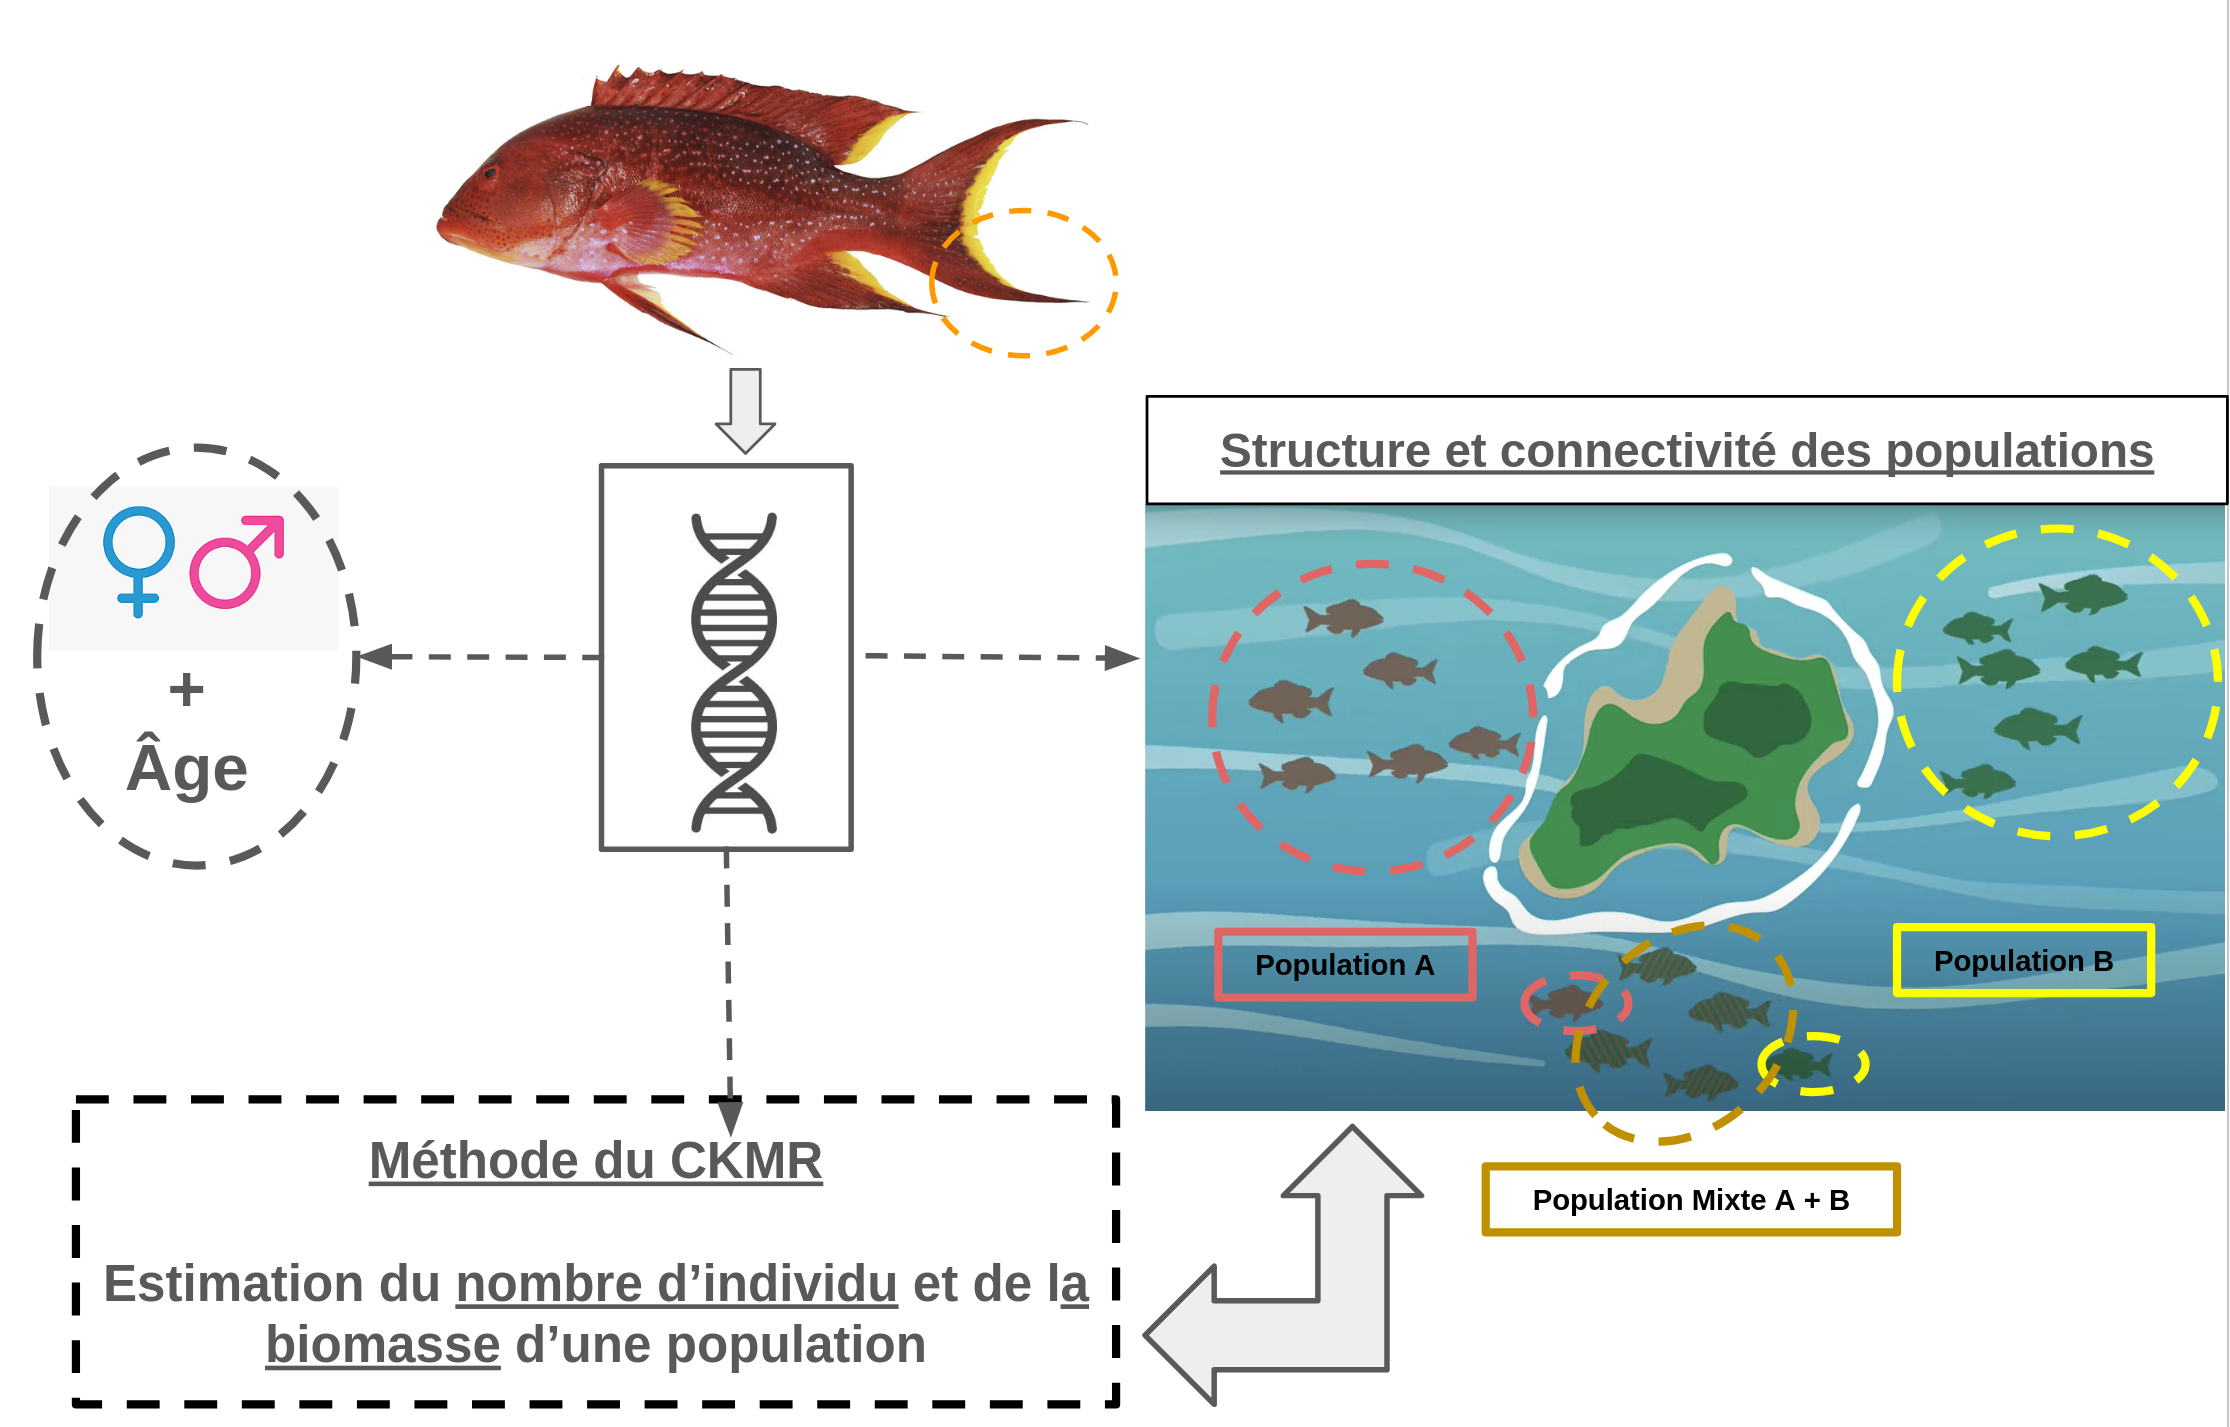 Structure et connectivité des populations
+
Âge
Population A
Population B
Population Mixte A + B
Méthode du CKMR
Estimation du nombre d’individu et de la
biomasse d’une population